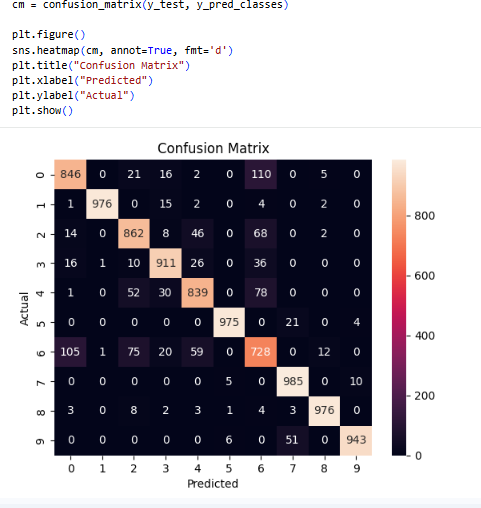 cm = confusion_matrix(y_test, y_pred_classes)
plt.figure()
sns.heatmap(cm, annot=True, fmt='d')
plt.title("Confusion Matrix")
plt.xlabel("Predicted")
plt.ylabel("Actual")
plt.show()
Confusion Matrix
0 846 0 21 16 2 0 110 0 5 0
1 1 976 0 15 2 0 4 0 2 0
2 14 0 862 8 46 0 68 0 2 0
3 16 1 10 911 26 0 36 0 0 0
4 1 0 52 30 839 0 78 0 0 0
5 0 0 0 0 0 975 0 21 0 4
6 105 1 75 20 59 0 728 0 12 0
7 0 0 0 0 0 5 0 985 0 10
8 3 0 8 2 3 1 4 3 976 0
9 0 0 0 0 0 6 0 51 0 943
0 1 2 3 4 5 6 7 8 9
Actual
Predicted
800
600
400
200
0